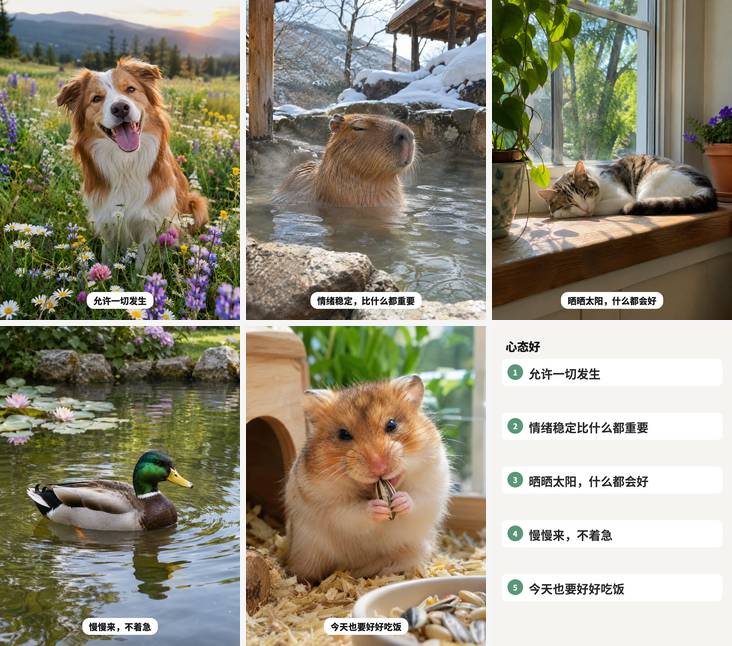 允许一切发生
情绪稳定，比什么都重要
晒晒太阳，什么都会好
慢慢来，不着急
今天也要好好吃饭
心态好
1 允许一切发生
2 情绪稳定比什么都重要
3 晒晒太阳，什么都会好
4 慢慢来，不着急
5 今天也要好好吃饭